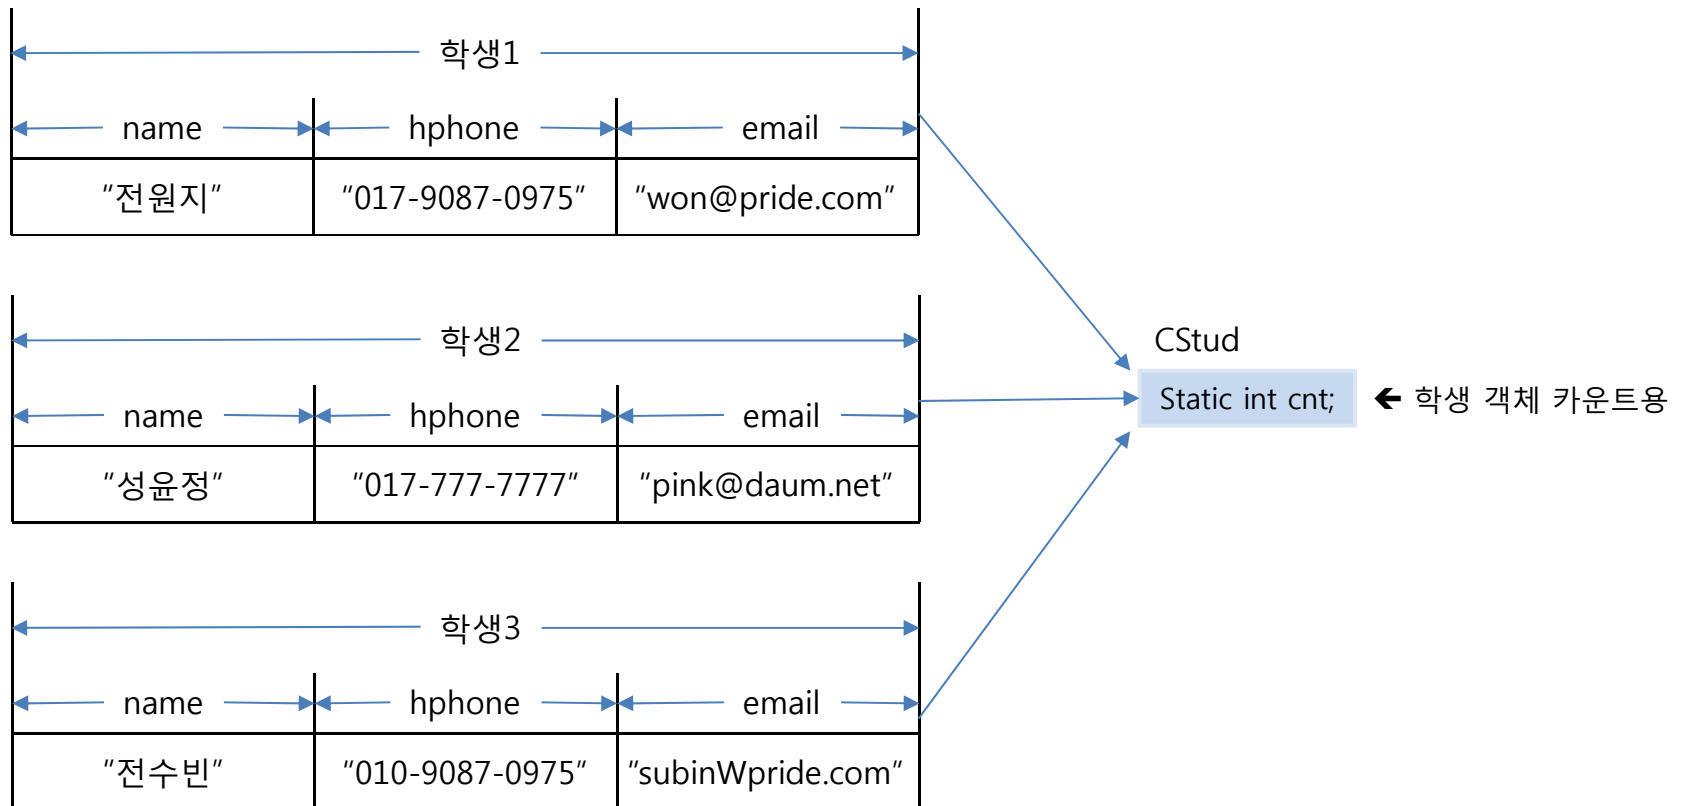 학생1
name hphone email
"전원지" "017-9087-0975" "won@pride.com"
학생2
name hphone email
"성윤정" "017-777-7777" "pink@daum.net"
CStud
Static int cnt; 🡸 학생 객체 카운트용
학생3
name hphone email
"전수빈" "010-9087-0975" "subinWpride.com"